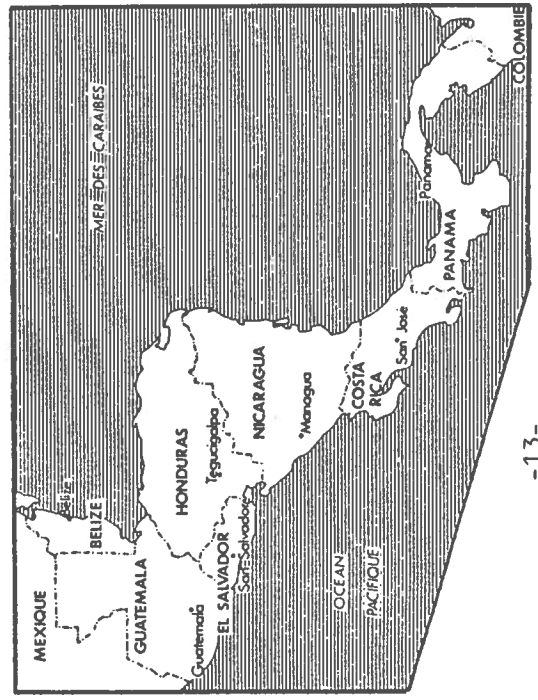 MEXIQUE
Belize
BELIZE
MER DES CARAIBES
GUATEMALA
Guatemala
HONDURAS
Teguagalpa
EL SALVADOR
San Salvador
NICARAGUA
Managua
OCEAN
PACIFIQUE
COSTA
RICA
San José
Panama
PANAMA
COLOMBIE
-13-